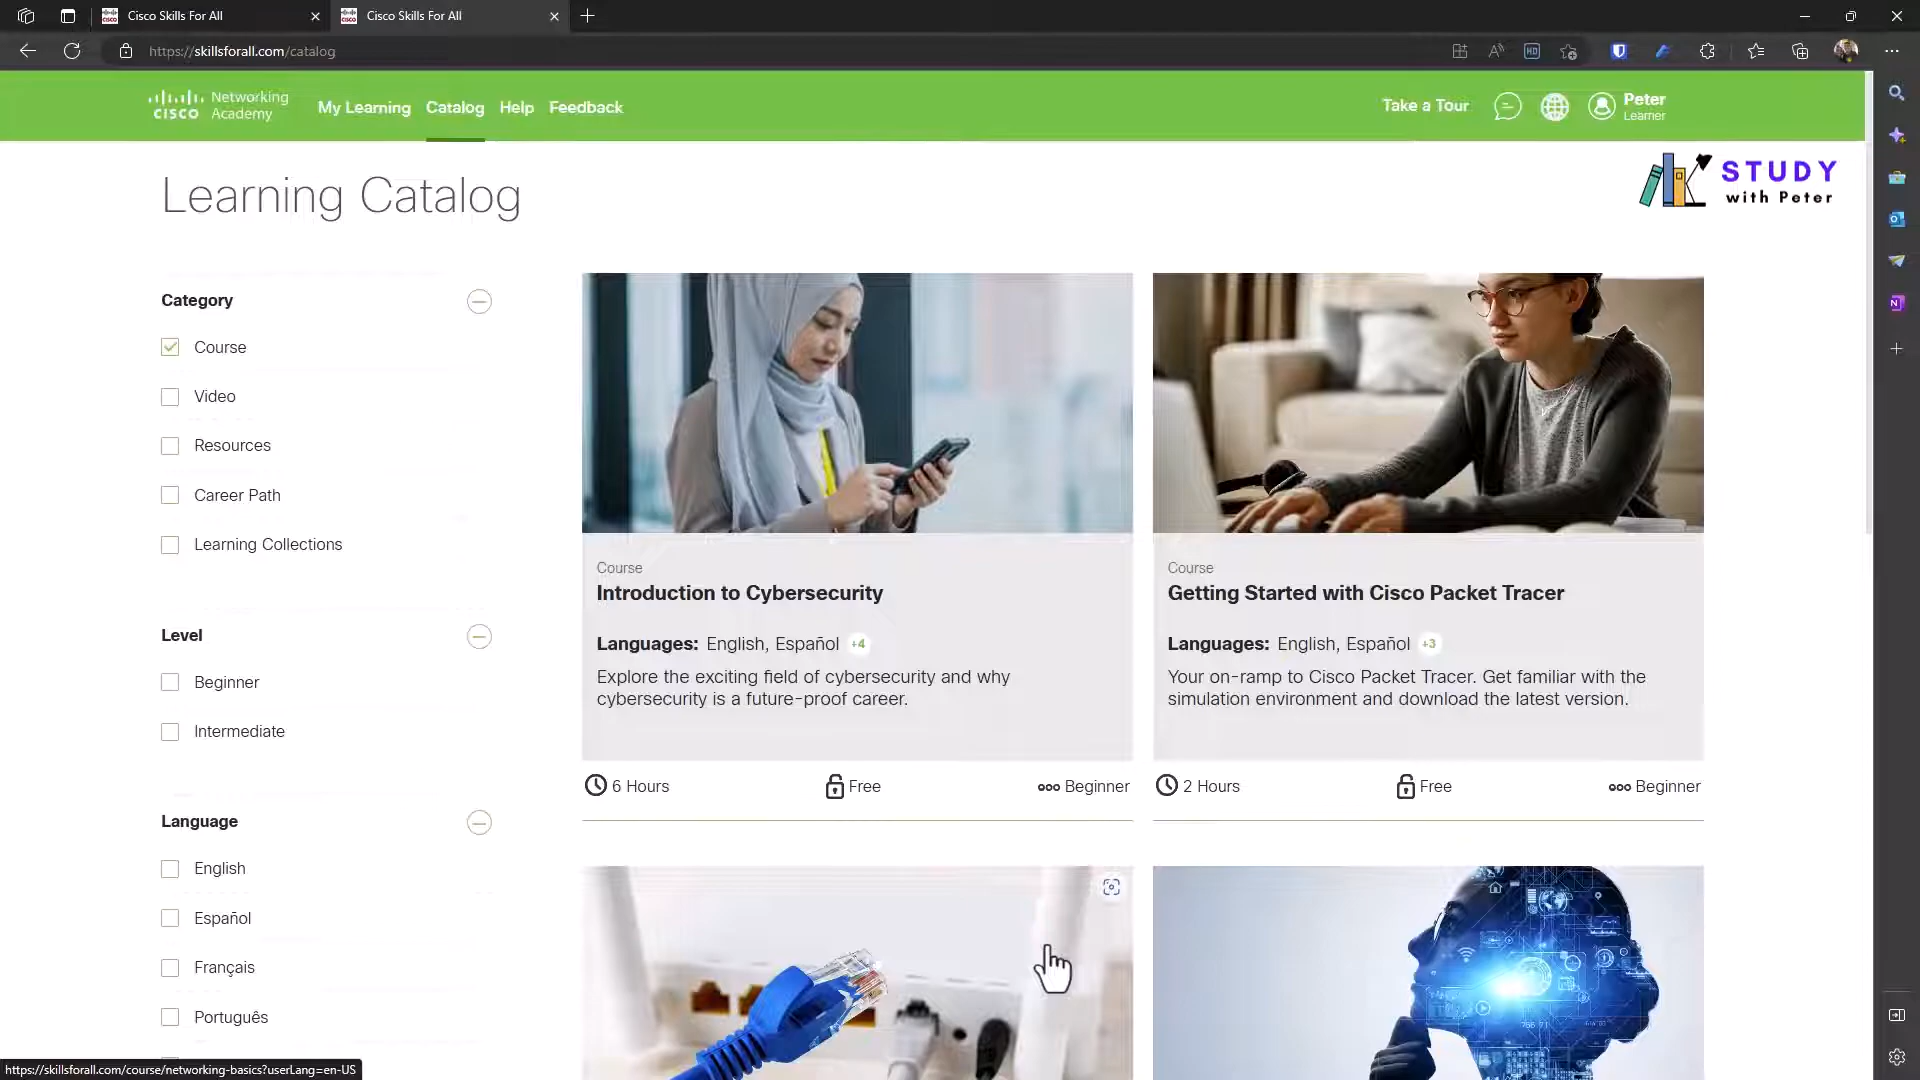 Cisco Skills For All
Cisco Skills For All
https://skillsforall.com/catalog
CISCO
Networking
Academy
My Learning
Catalog
Help
Feedback
Take a Tour
Peter
Learner
STUDY
with Peter
Learning Catalog
Category
Course
Video
Resources
Career Path
Learning Collections
Level
Beginner
Intermediate
Language
English
Español
Français
Português
Course
Introduction to Cybersecurity
Languages: English, Español +4
Explore the exciting field of cybersecurity and why
cybersecurity is a future-proof career.
6 Hours
Free
Beginner
Course
Getting Started with Cisco Packet Tracer
Languages: English, Español +3
Your on-ramp to Cisco Packet Tracer. Get familiar with the
simulation environment and download the latest version.
2 Hours
Free
Beginner
https://skillsforall.com/course/networking-basics?userLang=en-US